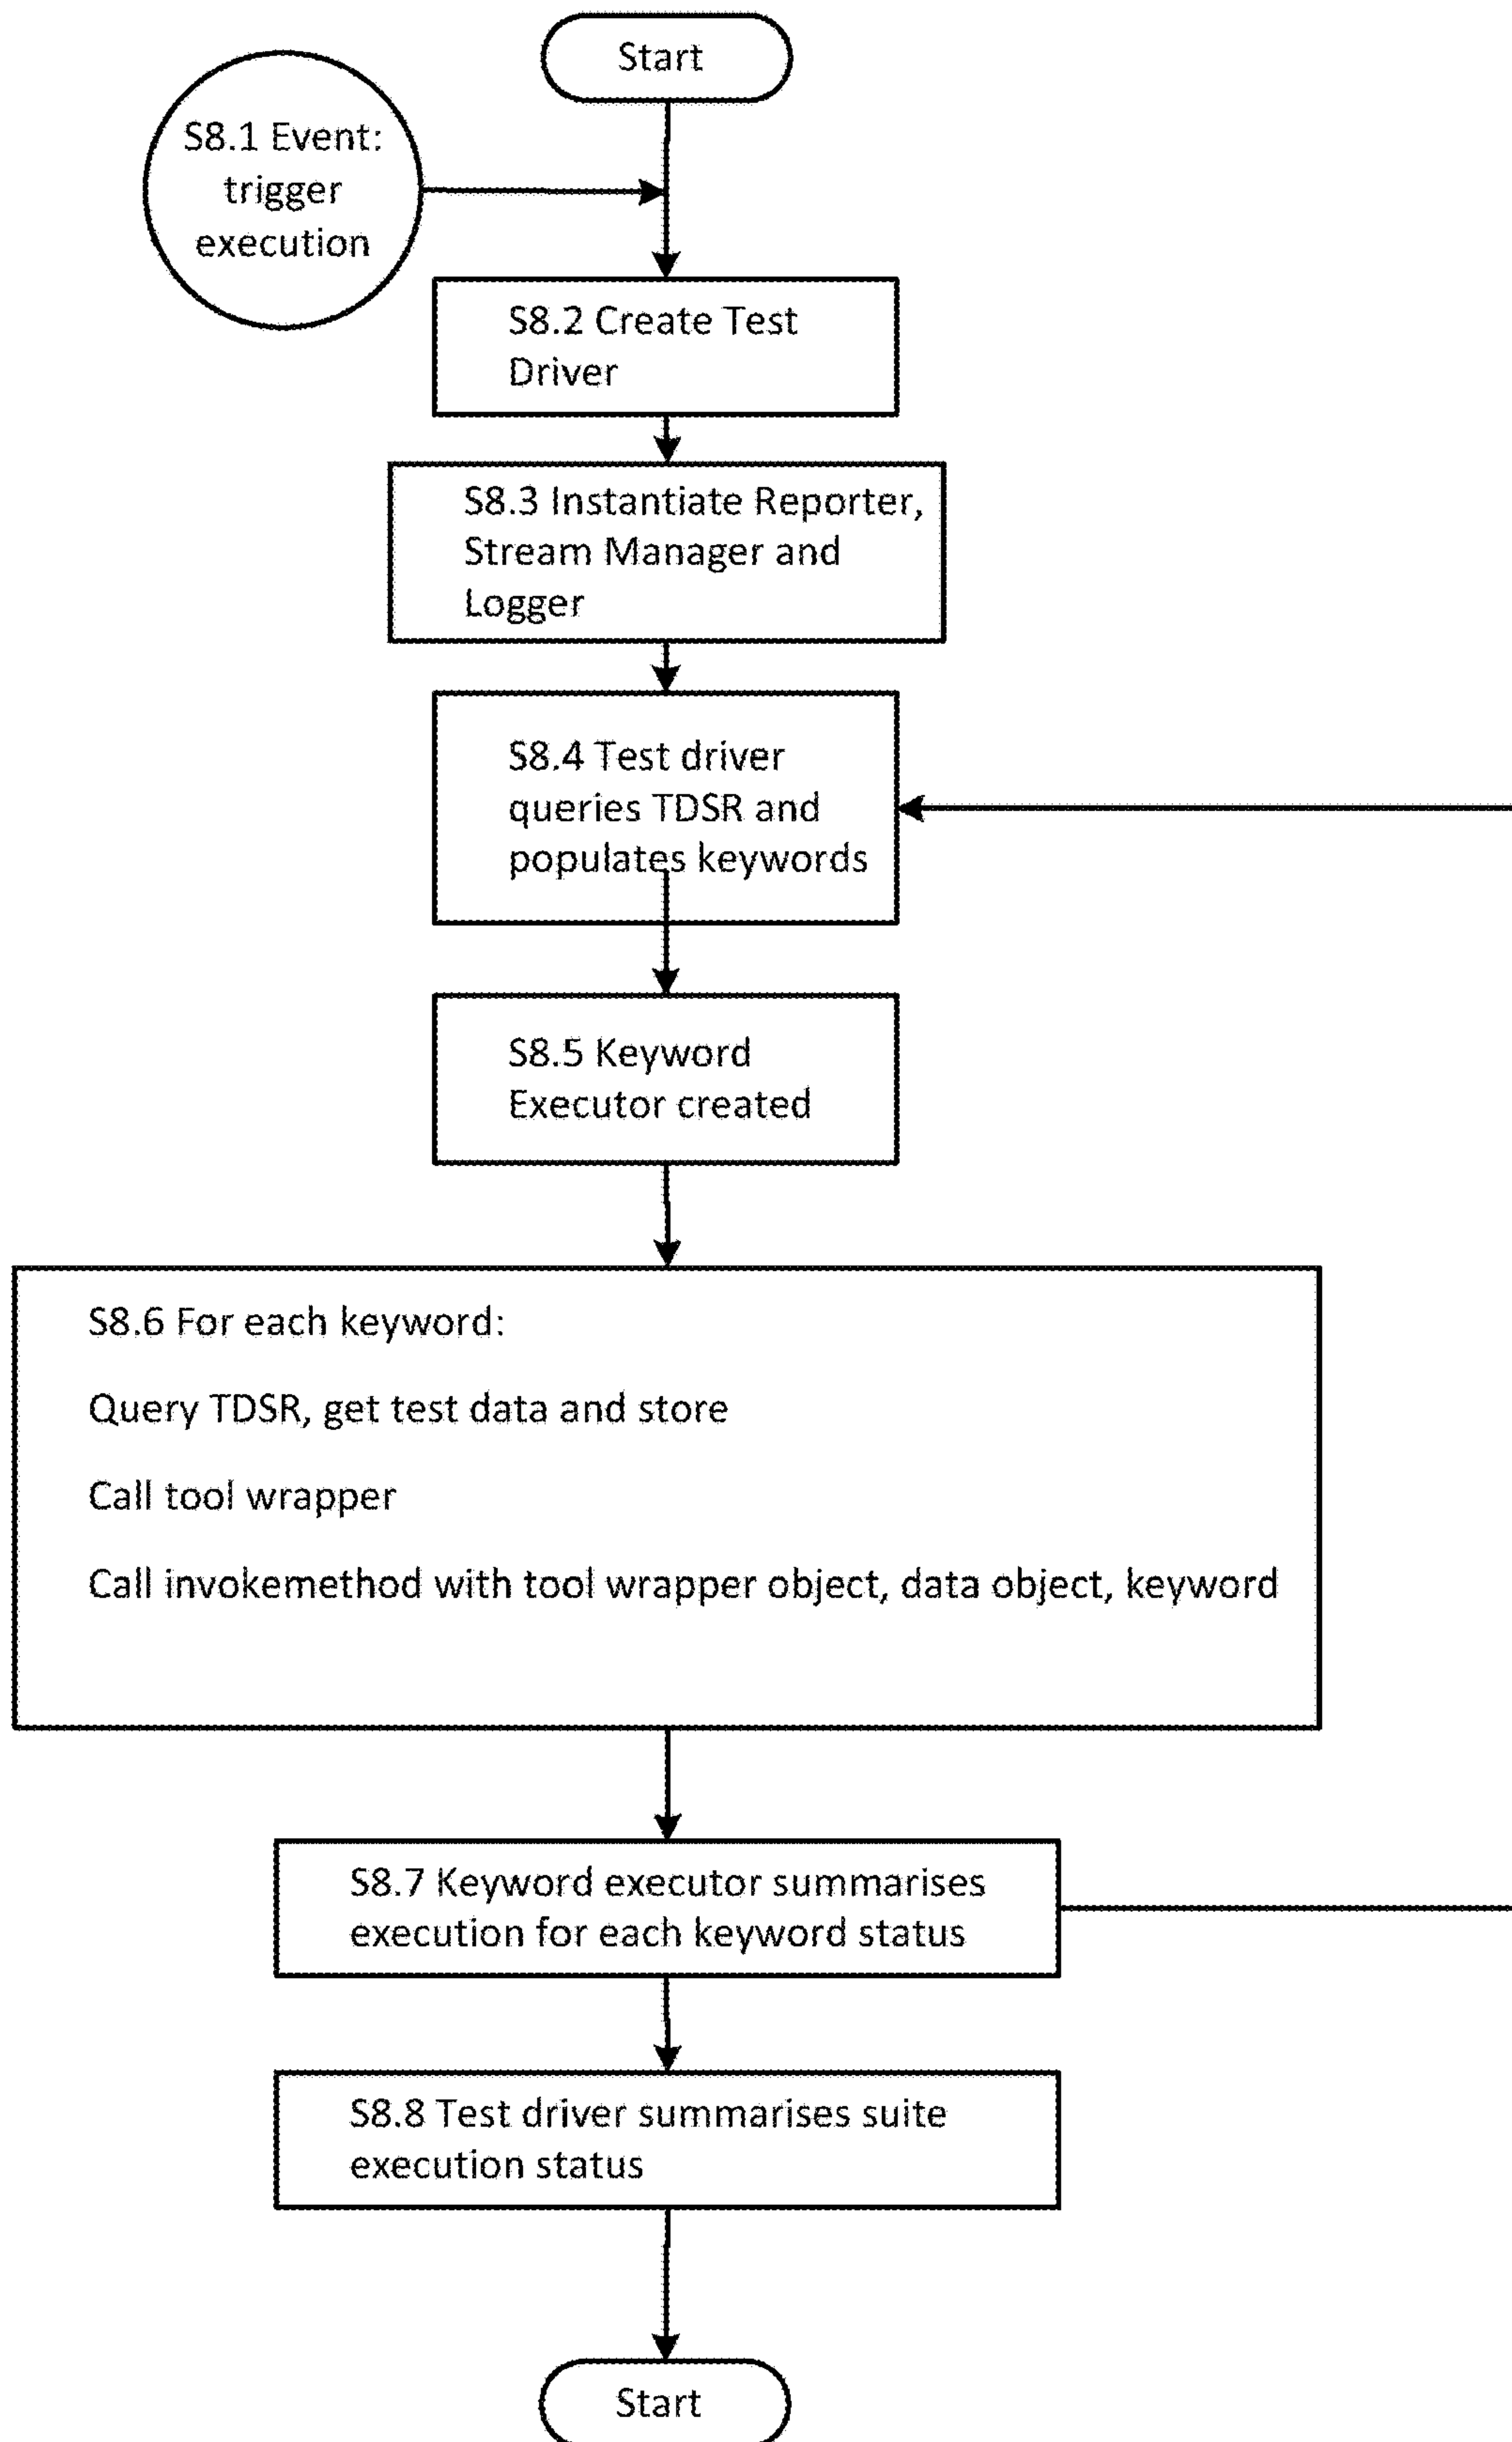 Start
S8.1 Event:
trigger
execution
S8.2 Create Test
Driver
S8.3 Instantiate Reporter,
Stream Manager and
Logger
S8.4 Test driver
queries TDSR and
populates keywords
S8.5 Keyword
Executor created
S8.6 For each keyword:
Query TDSR, get test data and store
Call tool wrapper
Call invokemethod with tool wrapper object, data object, keyword
S8.7 Keyword executor summarises
execution for each keyword status
S8.8 Test driver summarises suite
execution status
Start